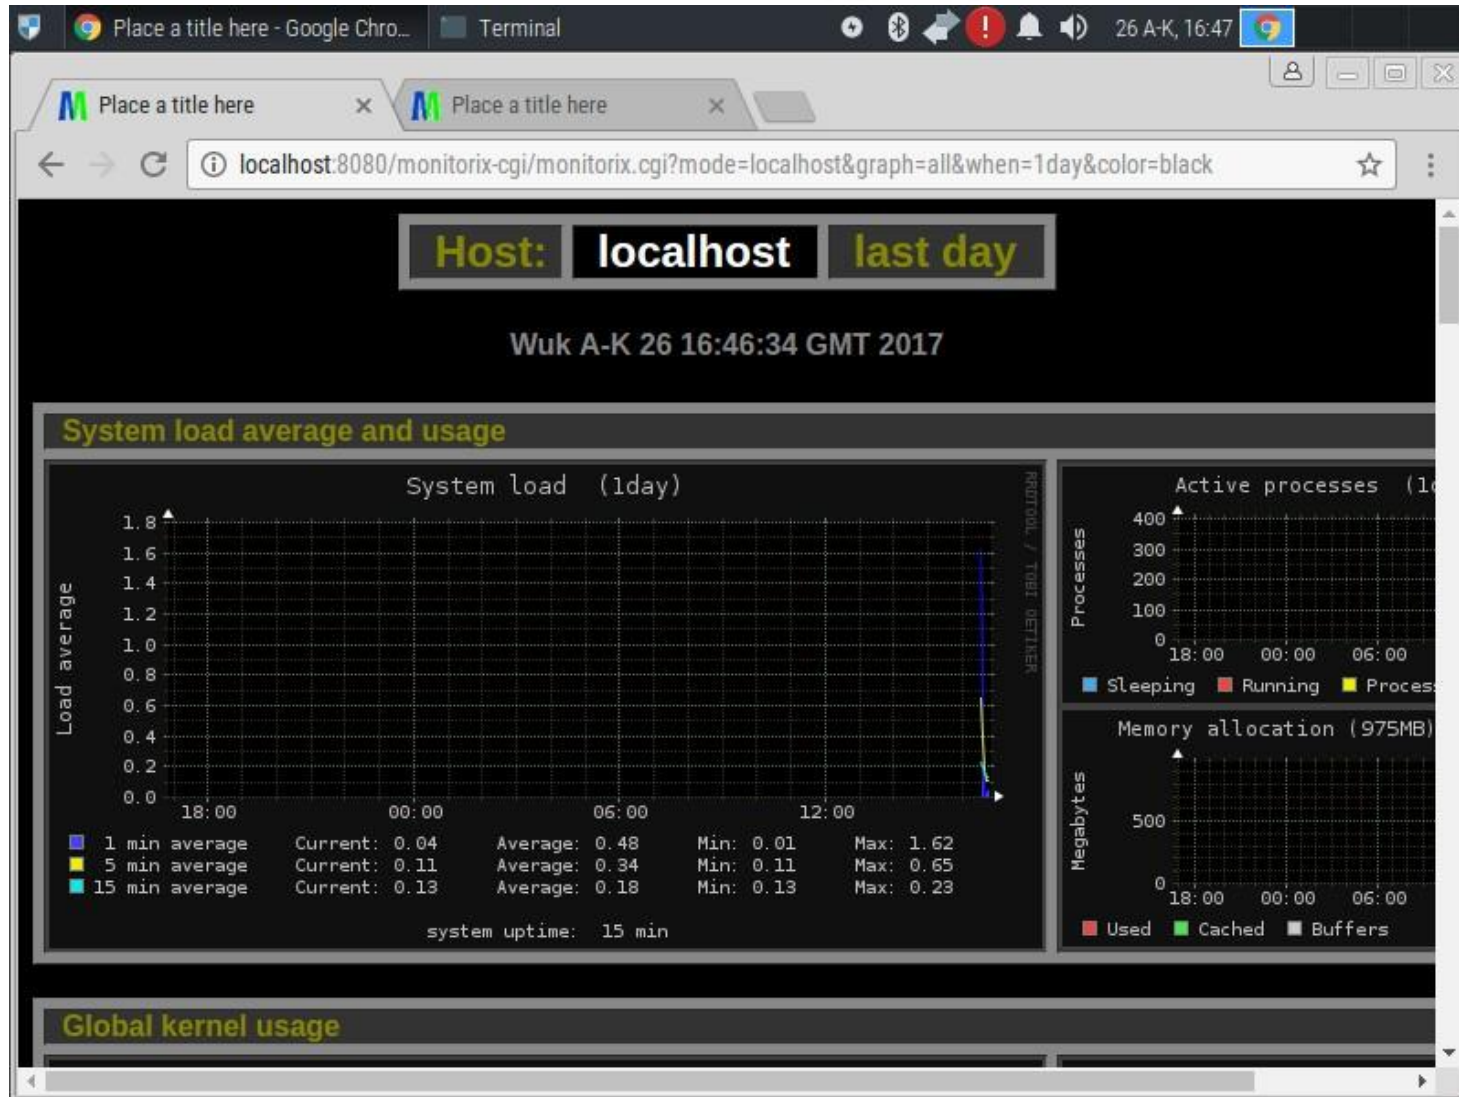 Place a title here - Google Chro...
Terminal
26 A-K, 16:47
Place a title here
Place a title here
localhost:8080/monitorix-cgi/monitorix.cgi?mode=localhost&graph=all&when=1day&color=black
Host: localhost last day
Wuk A-K 26 16:46:34 GMT 2017
System load average and usage
System load (1day)
RRDTOOL / TOBI OETIKER
Load average
1.8
1.6
1.4
1.2
1.0
0.8
0.6
0.4
0.2
0.0
18:00 00:00 06:00 12:00
1 min average Current: 0.04 Average: 0.48 Min: 0.01 Max: 1.62
5 min average Current: 0.11 Average: 0.34 Min: 0.11 Max: 0.65
15 min average Current: 0.13 Average: 0.18 Min: 0.13 Max: 0.23
system uptime: 15 min
Active processes (1
Processes
400
300
200
100
0
18:00 00:00 06:00
Sleeping Running Proces
Memory allocation (975MB)
Megabytes
500
0
18:00 00:00 06:00
Used Cached Buffers
Global kernel usage